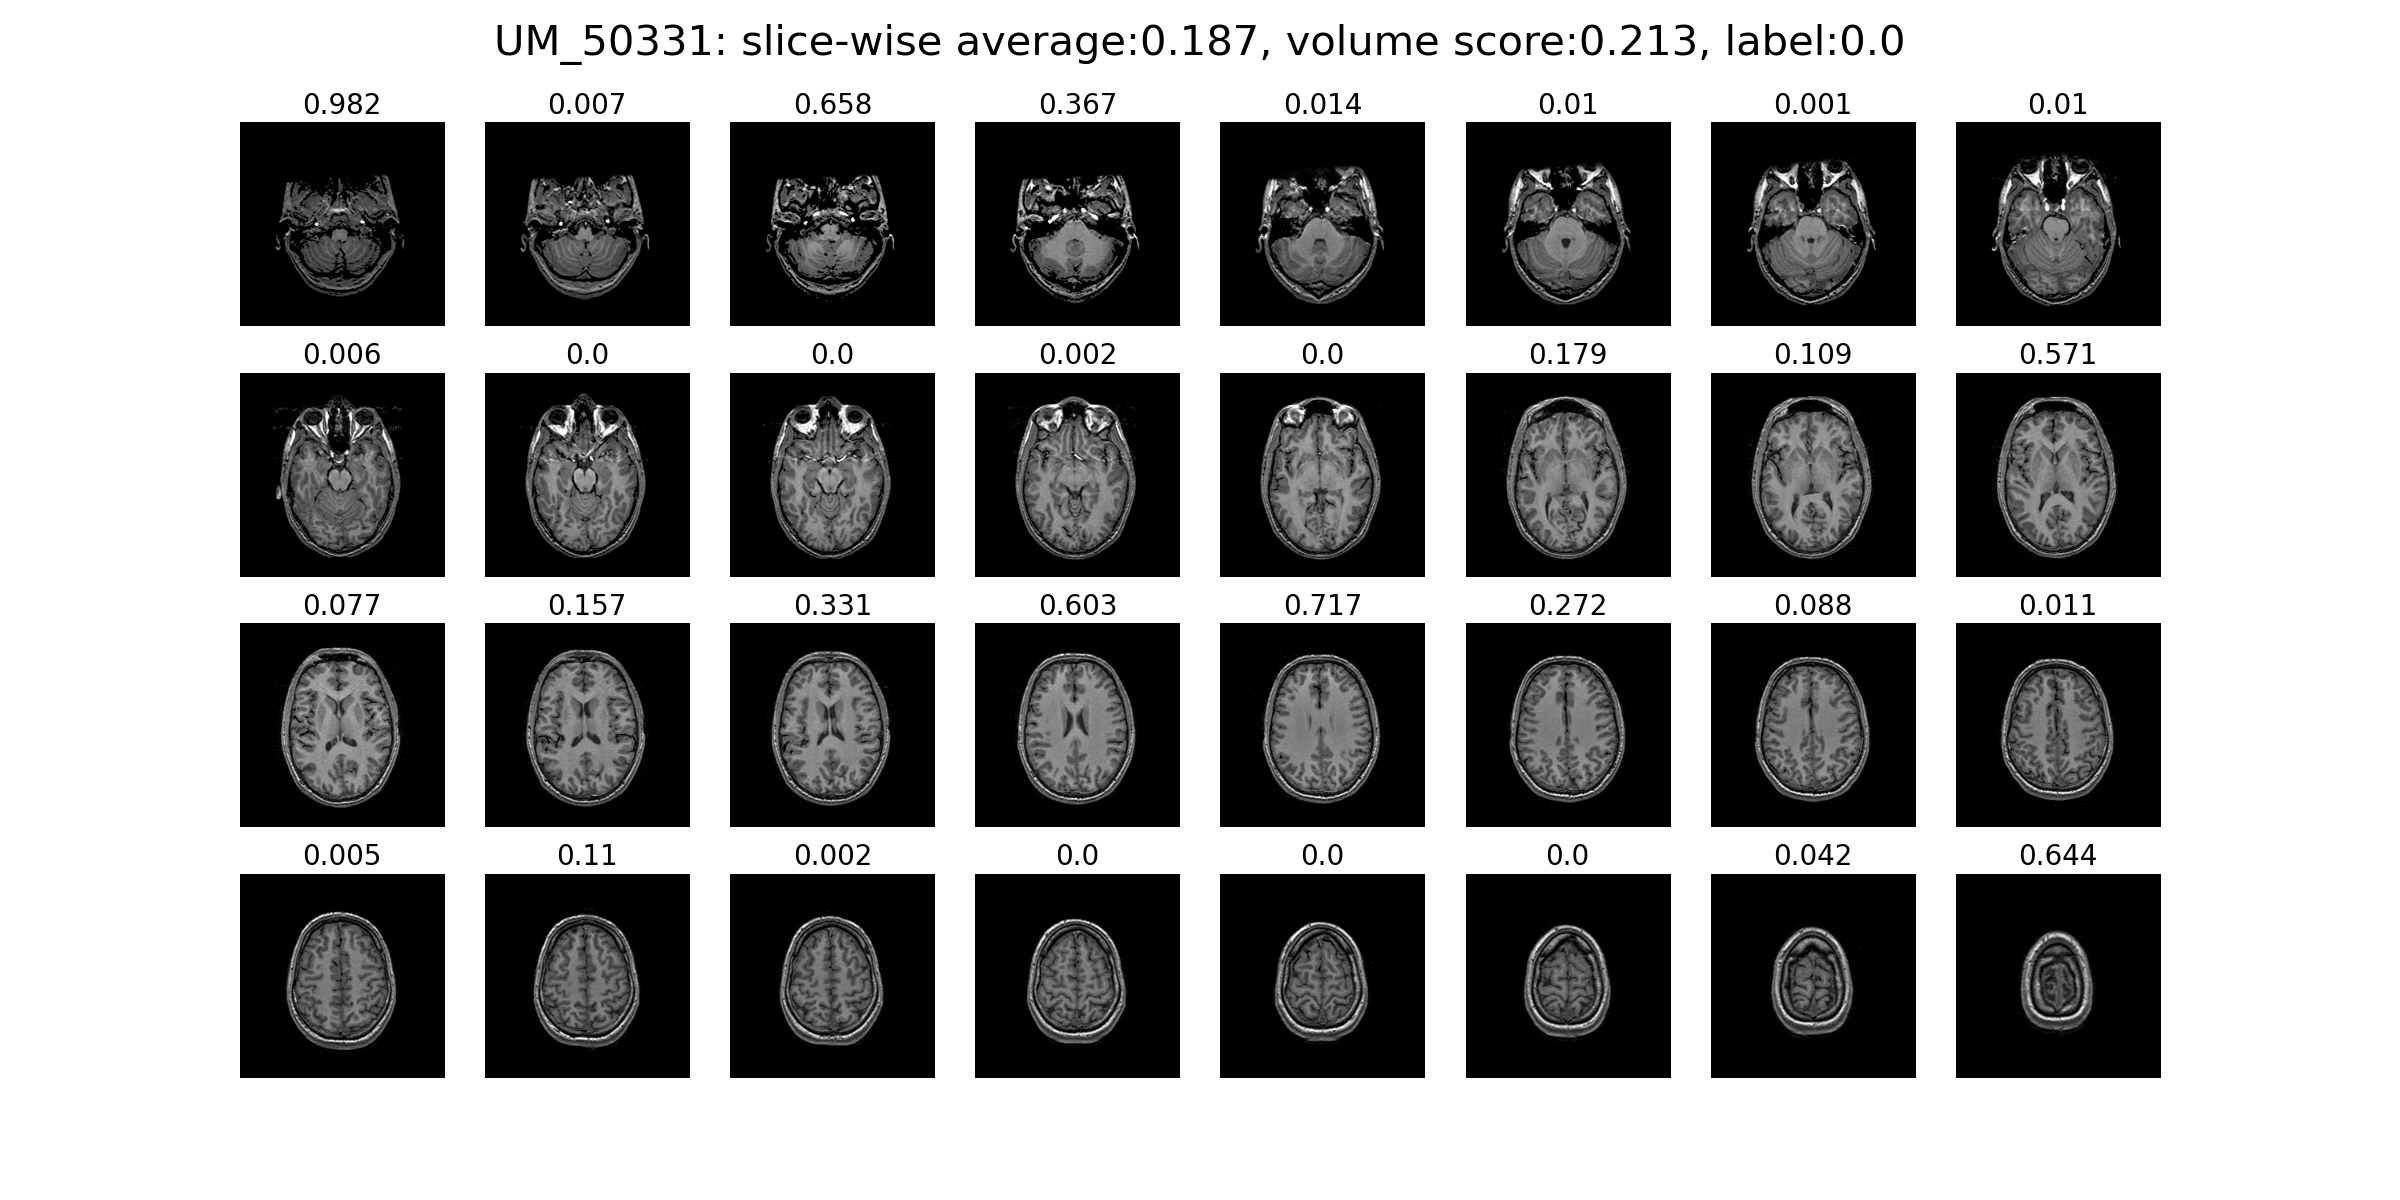 UM_50331: slice-wise average:0.187, volume score:0.213, label:0.0
0.982 0.007 0.658 0.367 0.014 0.01 0.001 0.01
0.006 0.0 0.0 0.002 0.0 0.179 0.109 0.571
0.077 0.157 0.331 0.603 0.717 0.272 0.088 0.011
0.005 0.11 0.002 0.0 0.0 0.0 0.042 0.644